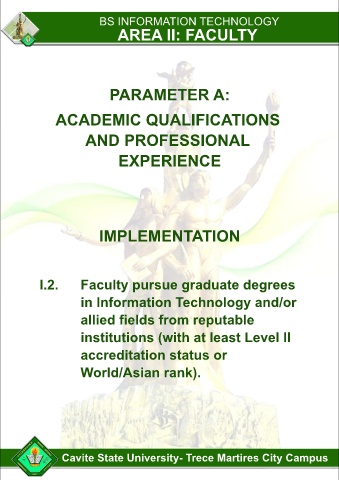 BS INFORMATION TECHNOLOGY
AREA II: FACULTY
PARAMETER A:
ACADEMIC QUALIFICATIONS
AND PROFESSIONAL
EXPERIENCE
IMPLEMENTATION
I.2. Faculty pursue graduate degrees
in Information Technology and/or
allied fields from reputable
institutions (with at least Level II
accreditation status or
World/Asian rank).
Cavite State University- Trece Martires City Campus